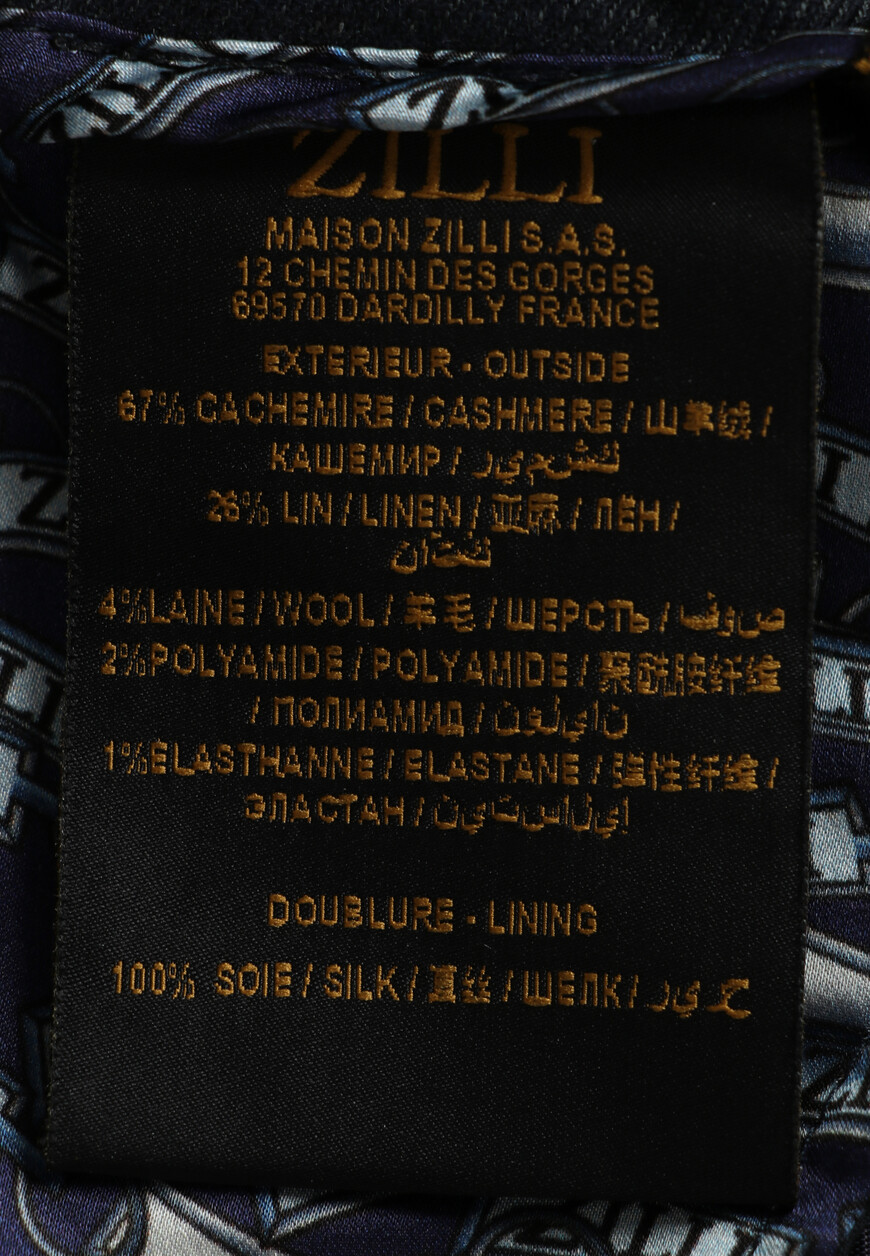 ZILLI
MAISON ZILLI S.A.S.
12 CHEMIN DES GORGES
69570 DARDILLY FRANCE
EXTERIEUR - OUTSIDE
67% CACHEMIRE / CASHMERE / 山羊绒 /
КАШЕМИР /
26% LIN / LINEN / 亚麻 / ЛЁН /
4% LAINE / WOOL / 羊毛 / ШЕРСТЬ /
2% POLYAMIDE / POLYAMIDE / 聚酰胺纤维
/ ПОЛИАМИД /
1% ELASTHANNE / ELASTANE / 弹性纤维 /
ЭЛАСТАН /
DOUBLURE - LINING
100% SOIE / SILK / 真丝 / ШЕЛК /